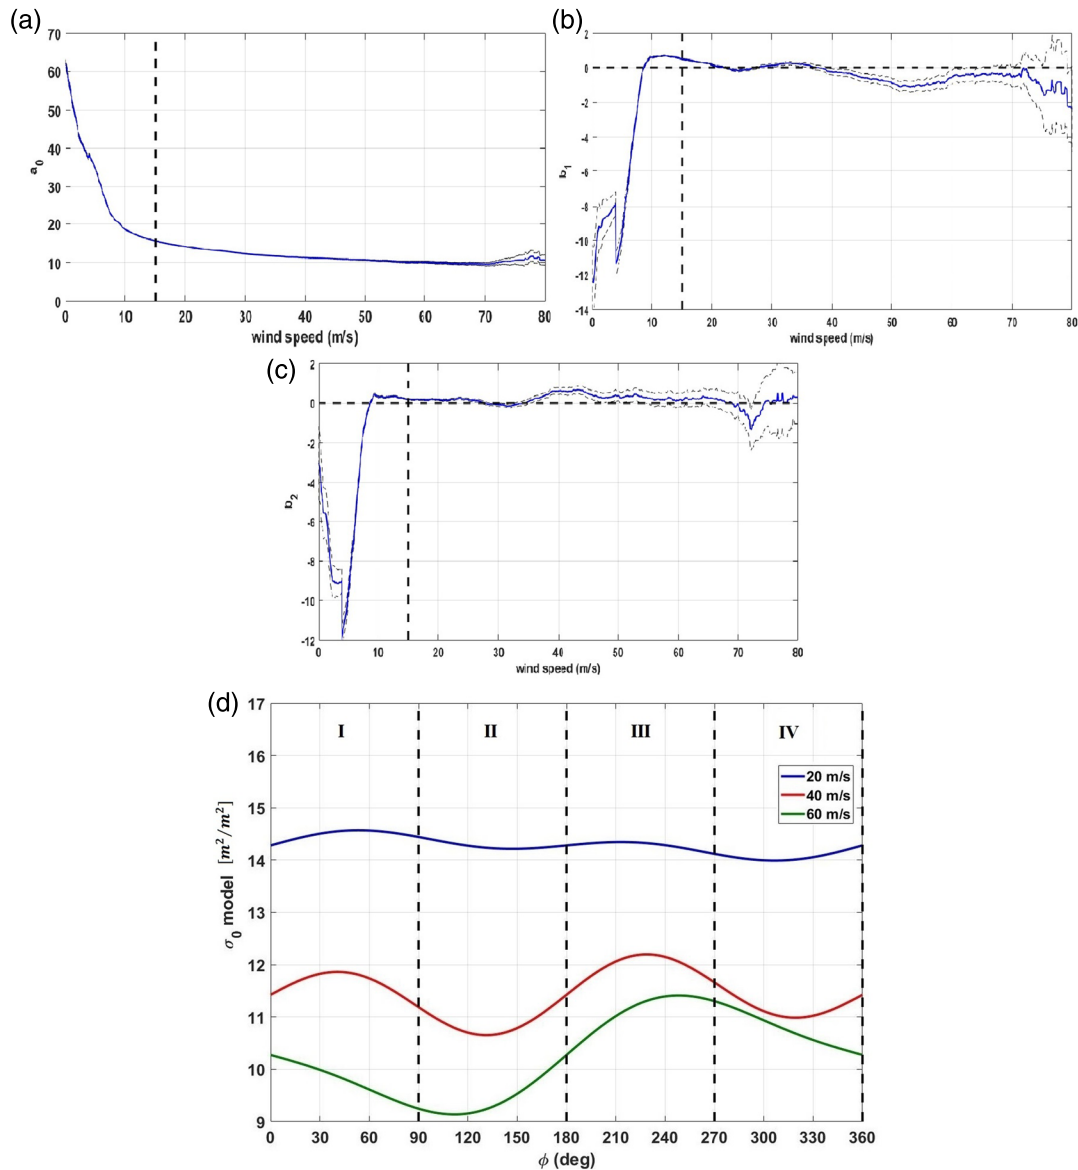 (a)
70
60
50
40
30
20
10
0
a0
0 10 20 30 40 50 60 70 80
wind speed (m/s)
(b)
2
0
-2
-4
-6
-8
-10
-12
-14
b1
0 10 20 30 40 50 60 70 80
wind speed (m/s)
(c)
2
0
-2
-4
-6
-8
-10
-12
b2
0 10 20 30 40 50 60 70 80
wind speed (m/s)
(d)
17
16
15
14
13
12
11
10
9
σ0 model [m²/m²]
I II III IV
20 m/s
40 m/s
60 m/s
0 30 60 90 120 150 180 210 240 270 300 330 360
ϕ (deg)